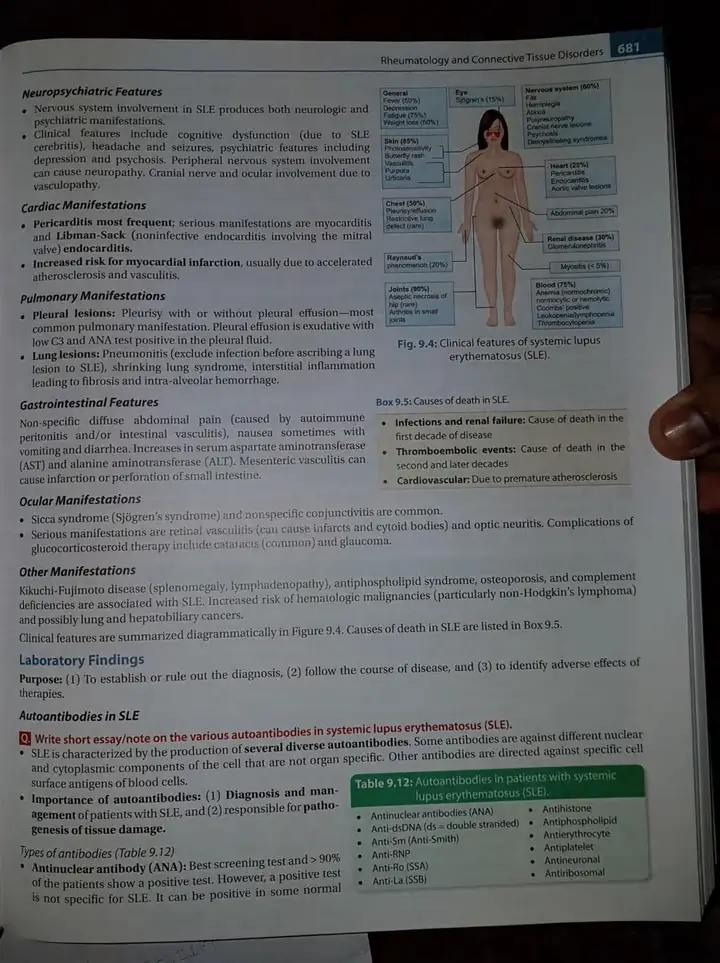 Rheumatology and Connective Tissue Disorders 681
Neuropsychiatric Features
• Nervous system involvement in SLE produces both neurologic and
psychiatric manifestations.
• Clinical features include cognitive dysfunction (due to SLE
cerebritis), headache and seizures, psychiatric features including
depression and psychosis. Peripheral nervous system involvement
can cause neuropathy. Cranial nerve and ocular involvement due to
vasculopathy.
Cardiac Manifestations
• Pericarditis most frequent; serious manifestations are myocarditis
and Libman-Sack (noninfective endocarditis involving the mitral
valve) endocarditis.
• Increased risk for myocardial infarction, usually due to accelerated
atherosclerosis and vasculitis.
Pulmonary Manifestations
• Pleural lesions: Pleurisy with or without pleural effusion—most
common pulmonary manifestation. Pleural effusion is exudative with
low C3 and ANA test positive in the pleural fluid.
• Lung lesions: Pneumonitis (exclude infection before ascribing a lung
lesion to SLE), shrinking lung syndrome, interstitial inflammation
leading to fibrosis and intra-alveolar hemorrhage.
Gastrointestinal Features
Non-specific diffuse abdominal pain (caused by autoimmune
peritonitis and/or intestinal vasculitis), nausea sometimes with
vomiting and diarrhea. Increases in serum aspartate aminotransferase
(AST) and alanine aminotransferase (ALT). Mesenteric vasculitis can
cause infarction or perforation of small intestine.
General
Fever (50%)
Depression
Fatigue (75%)
Weight loss (50%)
Skin (85%)
Photosensitivity
Butterfly rash
Vasculitis
Purpura
Urticaria
Chest (50%)
Pleurisy/effusion
Restrictive lung
defect (rare)
Raynaud's
phenomenon (20%)
Joints (90%)
Aseptic necrosis of
hip (rare)
Arthritis in small
joints
Eye
Sjögren's (15%)
Nervous system (60%)
Fits
Hemiplegia
Ataxia
Polyneuropathy
Cranial nerve lesions
Psychosis
Demyelinating syndromes
Heart (25%)
Pericarditis
Endocarditis
Aortic valve lesions
Abdominal pain 20%
Renal disease (30%)
Glomerulonephritis
Myositis (< 5%)
Blood (75%)
Anemia (normochromic)
normocytic or hemolytic
Coombs' positive
Leukopenia/lymphopenia
Thrombocytopenia
Fig. 9.4: Clinical features of systemic lupus
erythematosus (SLE).
Box 9.5: Causes of death in SLE.
• Infections and renal failure: Cause of death in the
first decade of disease
• Thromboembolic events: Cause of death in the
second and later decades
• Cardiovascular: Due to premature atherosclerosis
Ocular Manifestations
• Sicca syndrome (Sjögren's syndrome) and nonspecific conjunctivitis are common.
• Serious manifestations are retinal vasculitis (can cause infarcts and cytoid bodies) and optic neuritis. Complications of
glucocorticosteroid therapy include cataracts (common) and glaucoma.
Other Manifestations
Kikuchi-Fujimoto disease (splenomegaly, lymphadenopathy), antiphospholipid syndrome, osteoporosis, and complement
deficiencies are associated with SLE. Increased risk of hematologic malignancies (particularly non-Hodgkin's lymphoma)
and possibly lung and hepatobiliary cancers.
Clinical features are summarized diagrammatically in Figure 9.4. Causes of death in SLE are listed in Box 9.5.
Laboratory Findings
Purpose: (1) To establish or rule out the diagnosis, (2) follow the course of disease, and (3) to identify adverse effects of
therapies.
Autoantibodies in SLE
Q. Write short essay/note on the various autoantibodies in systemic lupus erythematosus (SLE).
• SLE is characterized by the production of several diverse autoantibodies. Some antibodies are against different nuclear
and cytoplasmic components of the cell that are not organ specific. Other antibodies are directed against specific cell
surface antigens of blood cells.
• Importance of autoantibodies: (1) Diagnosis and man-
agement of patients with SLE, and (2) responsible for patho-
genesis of tissue damage.
Types of antibodies (Table 9.12)
• Antinuclear antibody (ANA): Best screening test and > 90%
of the patients show a positive test. However, a positive test
is not specific for SLE. It can be positive in some normal
Table 9.12: Autoantibodies in patients with systemic
lupus erythematosus (SLE).
• Antinuclear antibodies (ANA)
• Anti-dsDNA (ds = double stranded)
• Anti-Sm (Anti-Smith)
• Anti-RNP
• Anti-Ro (SSA)
• Anti-La (SSB)
• Antihistone
• Antiphospholipid
• Antierythrocyte
• Antiplatelet
• Antineuronal
• Antiribosomal